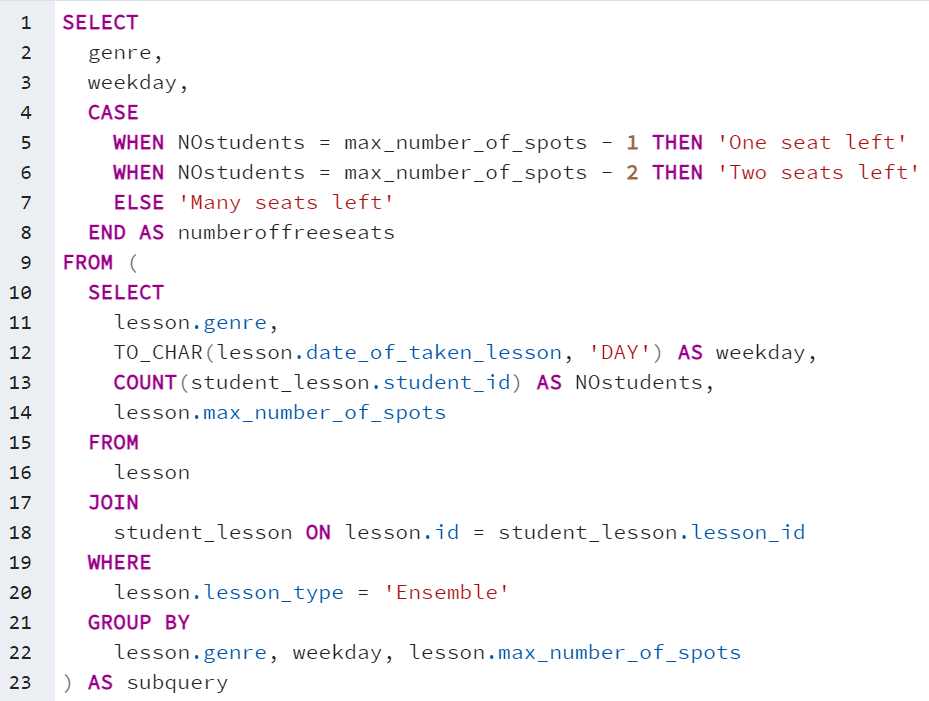 1 SELECT
2   genre,
3   weekday,
4   CASE
5     WHEN NOstudents = max_number_of_spots - 1 THEN 'One seat left'
6     WHEN NOstudents = max_number_of_spots - 2 THEN 'Two seats left'
7     ELSE 'Many seats left'
8   END AS numberoffreeseats
9 FROM (
10   SELECT
11     lesson.genre,
12     TO_CHAR(lesson.date_of_taken_lesson, 'DAY') AS weekday,
13     COUNT(student_lesson.student_id) AS NOstudents,
14     lesson.max_number_of_spots
15   FROM
16     lesson
17   JOIN
18     student_lesson ON lesson.id = student_lesson.lesson_id
19   WHERE
20     lesson.lesson_type = 'Ensemble'
21   GROUP BY
22     lesson.genre, weekday, lesson.max_number_of_spots
23 ) AS subquery